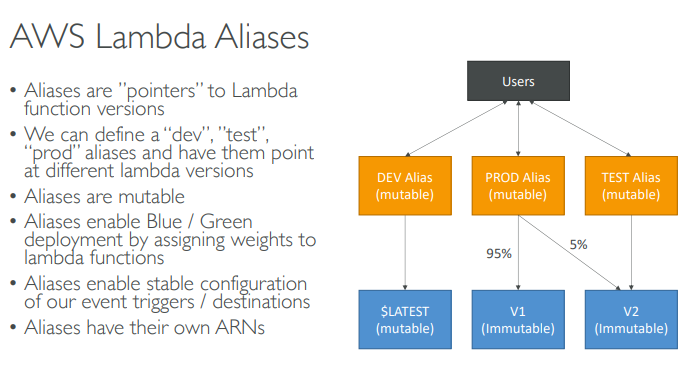 AWS Lambda Aliases
• Aliases are ”pointers” to Lambda
function versions
• We can define a “dev”, ”test”,
“prod” aliases and have them point
at different lambda versions
• Aliases are mutable
• Aliases enable Blue / Green
deployment by assigning weights to
lambda functions
• Aliases enable stable configuration
of our event triggers / destinations
• Aliases have their own ARNs
Users
DEV Alias
(mutable)
PROD Alias
(mutable)
TEST Alias
(mutable)
95%
5%
$LATEST
(mutable)
V1
(Immutable)
V2
(Immutable)